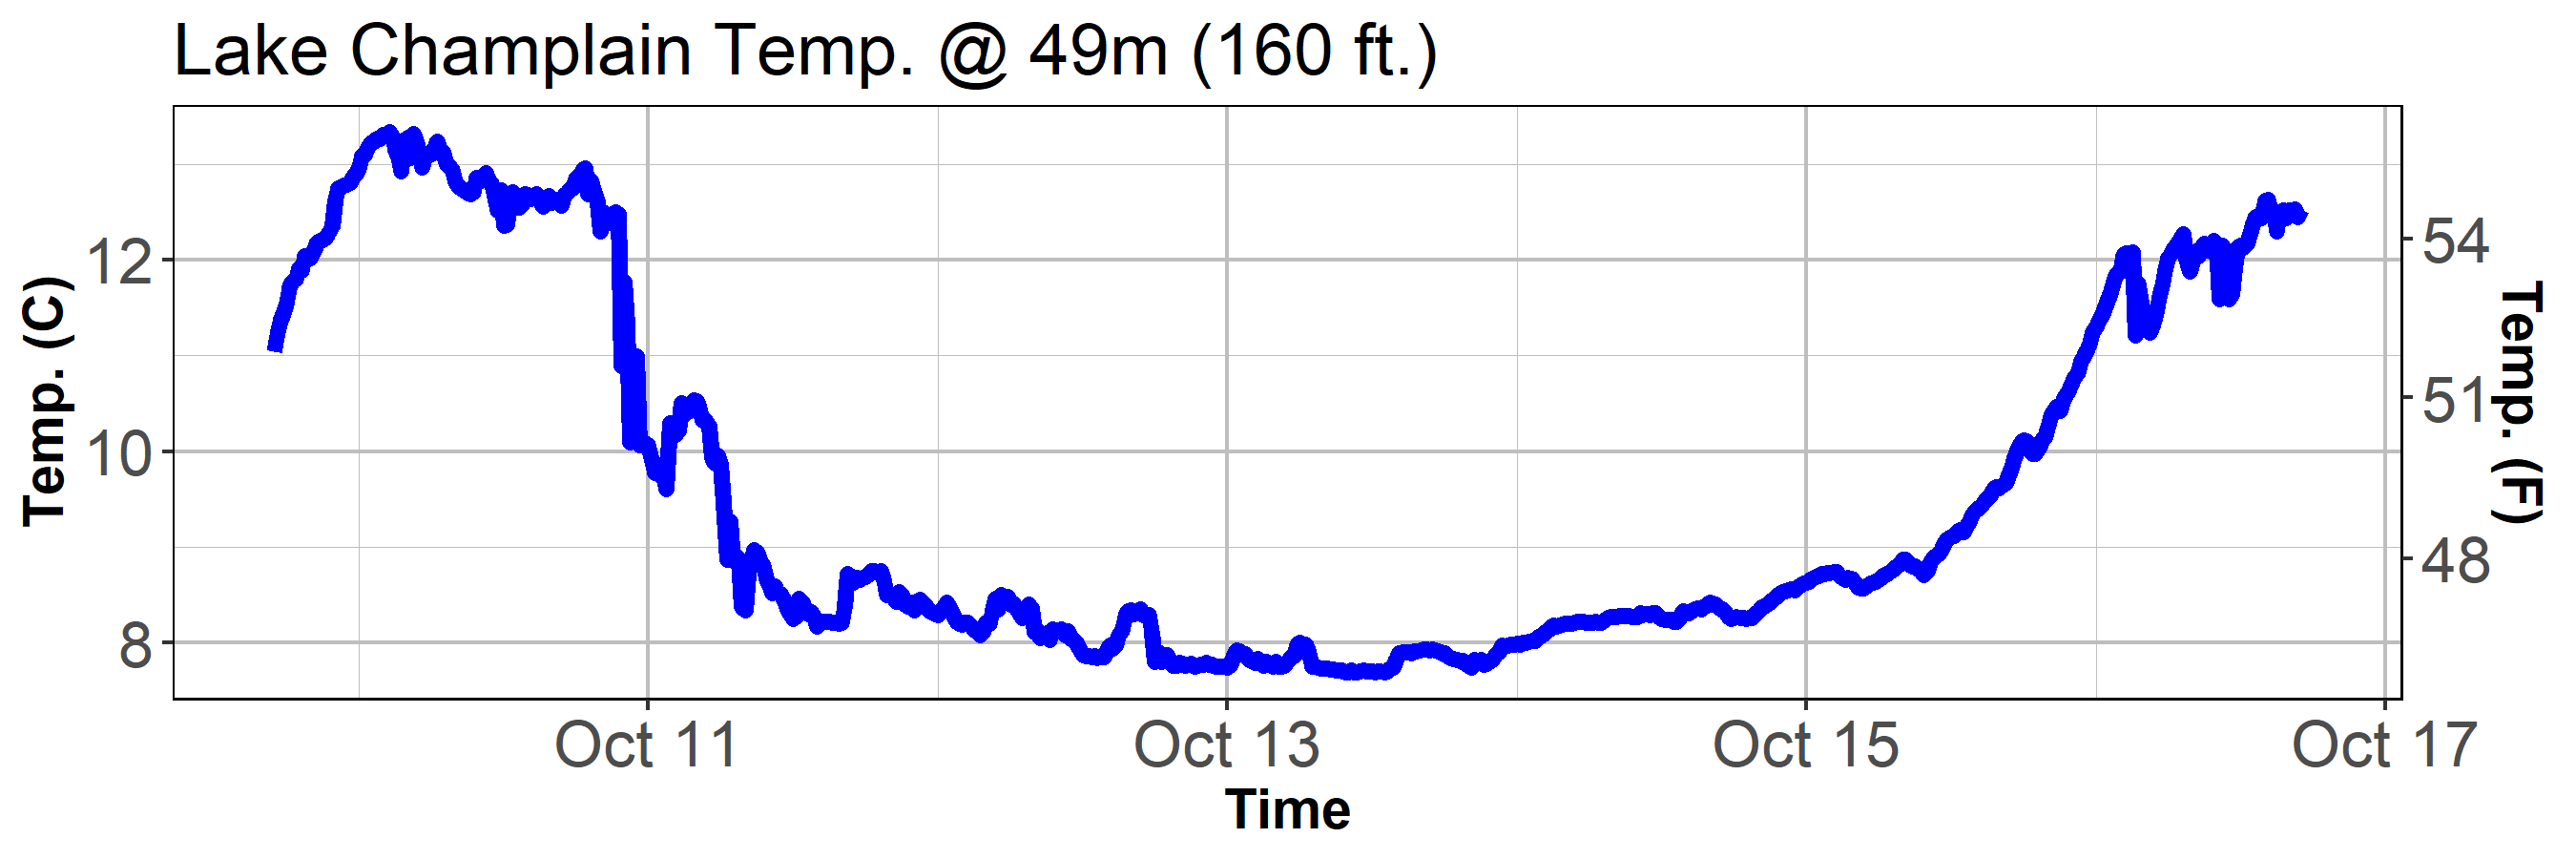 Lake Champlain Temp. @ 49m (160 ft.)
Temp. (C)
12
10
8
54
51
48
Temp. (F)
Oct 11
Oct 13
Oct 15
Oct 17
Time